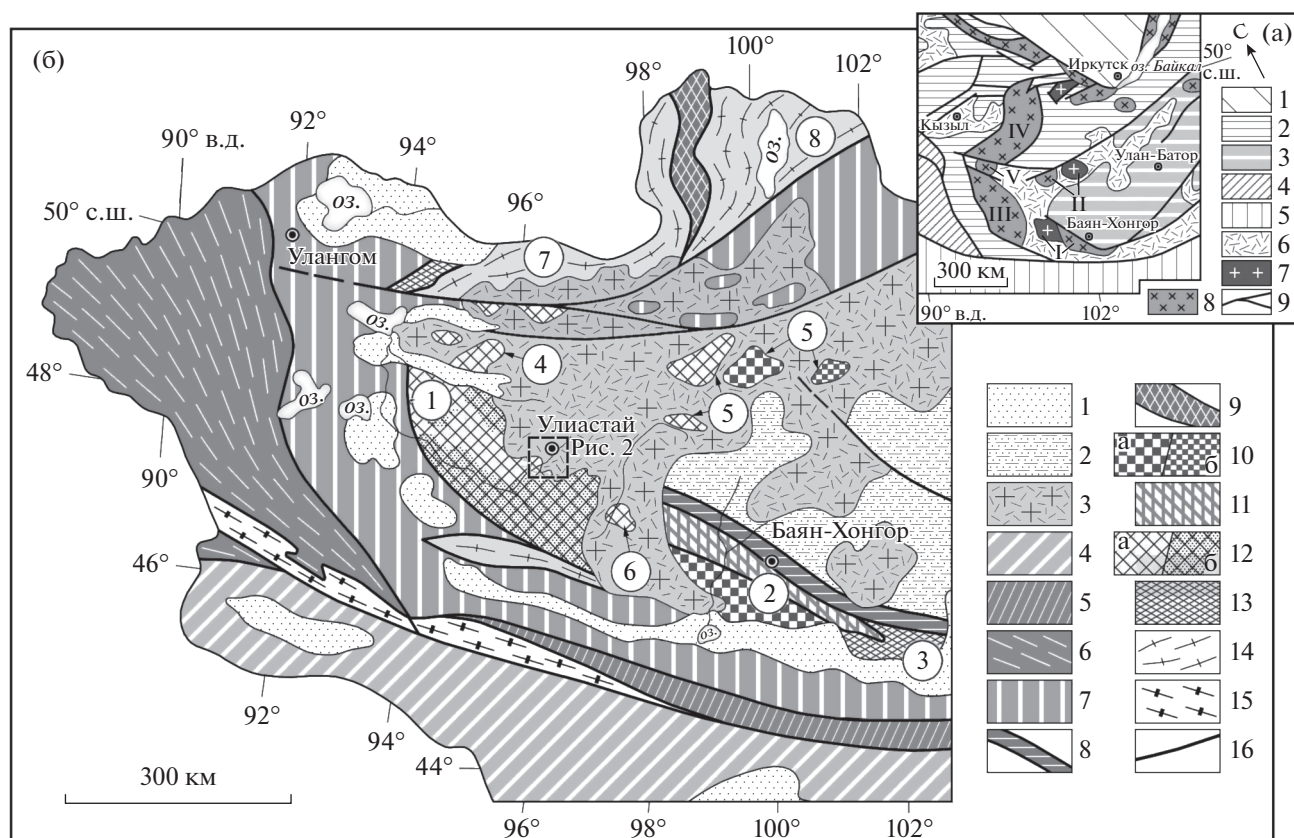 (б)
98°
100°
102°
92°
90° в.д.
94°
50° с.ш.
96°
оз.
оз.
8
Улангом
7
оз.
48°
4
5
оз.
оз.
1
5
Улиастай
Рис. 2
90°
Баян-Хонгор
46°
6
2
оз.
3
92°
94°
44°
300 км
96°
98°
100°
102°
С
(а)
Иркутск
оз. Байкал
50°
с.ш.
Кызыл
IV
Улан-Батор
V
II
III
Баян-Хонгор
I
300 км
90° в.д.
102°
1
2
3
4
5
6
7
8
9
1
2
3
4
5
6
7
8
9
а
б
10
11
а
б
12
13
14
15
16